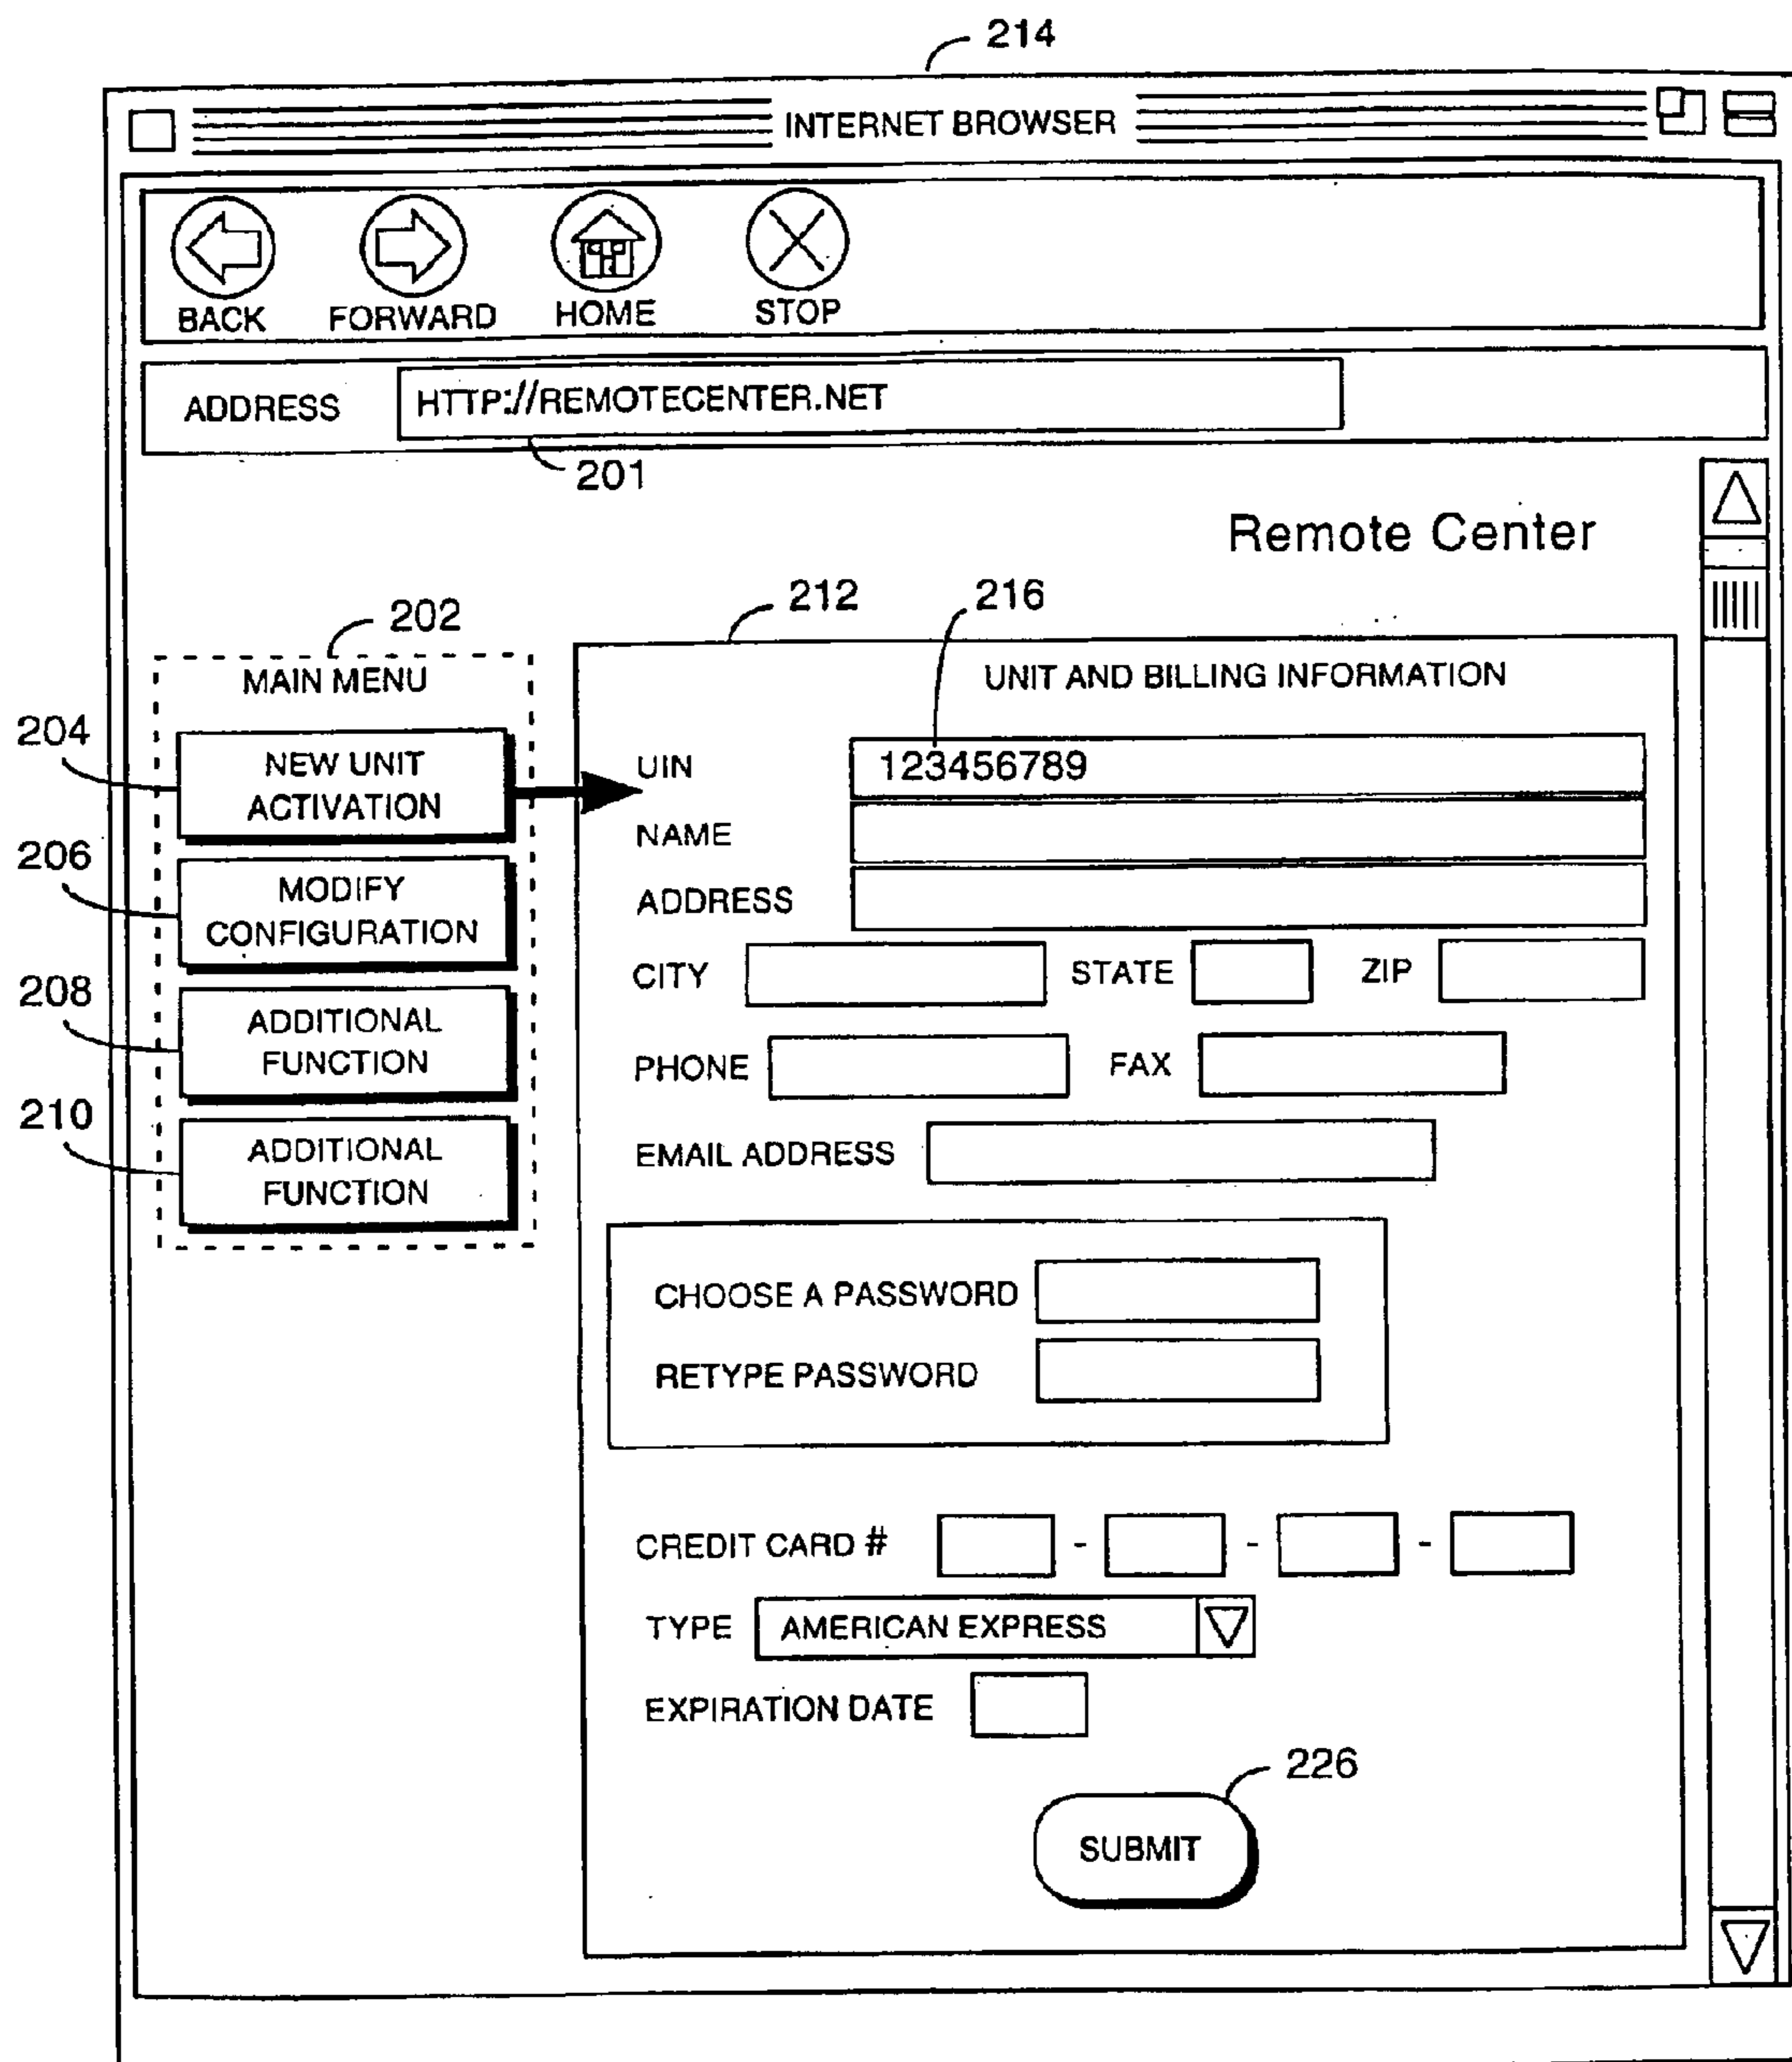 214
INTERNET BROWSER
BACK FORWARD HOME STOP
ADDRESS HTTP://REMOTECENTER.NET
201
Remote Center
202
MAIN MENU
204
NEW UNIT
ACTIVATION
206
MODIFY
CONFIGURATION
208
ADDITIONAL
FUNCTION
210
ADDITIONAL
FUNCTION
212 216
UNIT AND BILLING INFORMATION
UIN 123456789
NAME
ADDRESS
CITY STATE ZIP
PHONE FAX
EMAIL ADDRESS
CHOOSE A PASSWORD
RETYPE PASSWORD
CREDIT CARD # - - -
TYPE AMERICAN EXPRESS
EXPIRATION DATE
226
SUBMIT